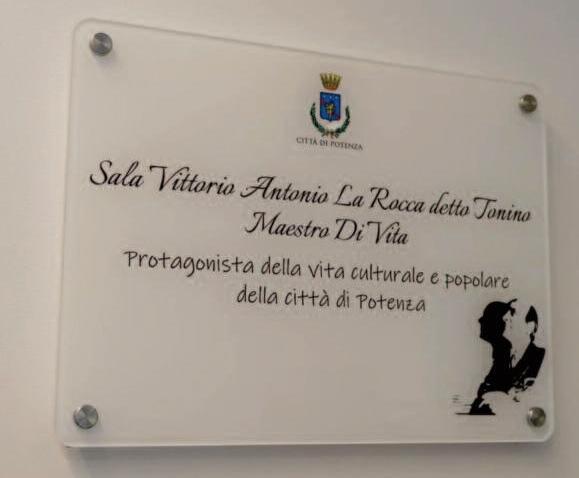 CITTÀ DI POTENZA
Sala Vittorio Antonio La Rocca detto Tonino
Maestro Di Vita
Protagonista della vita culturale e popolare
della città di Potenza